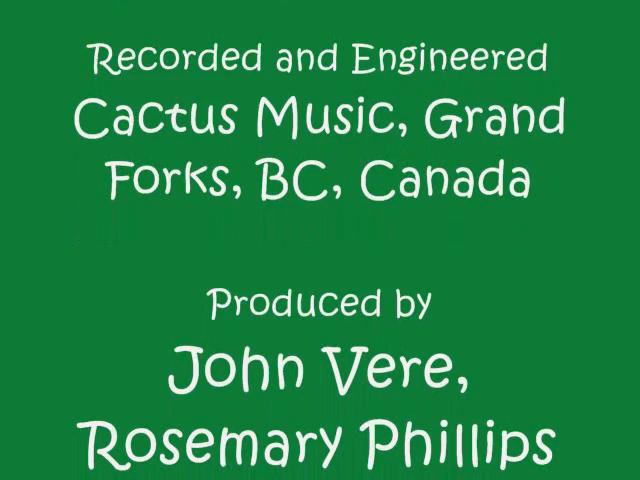 Recorded and Engineered
Cactus Music, Grand
Forks, BC, Canada
Produced by
John Vere,
Rosemary Phillips